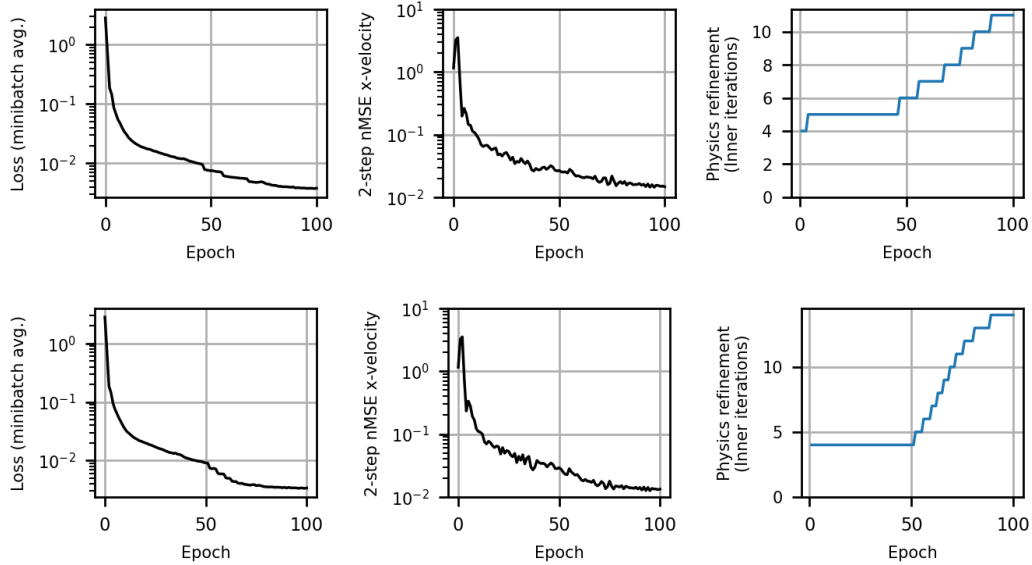 Loss (minibatch avg.)
10⁰
10⁻¹
10⁻²
0
50
100
Epoch
2-step nMSE x-velocity
10¹
10⁰
10⁻¹
10⁻²
0
50
100
Epoch
Physics refinement
(Inner iterations)
10
8
6
4
2
0
0
50
100
Epoch
Loss (minibatch avg.)
10⁰
10⁻¹
10⁻²
0
50
100
Epoch
2-step nMSE x-velocity
10¹
10⁰
10⁻¹
10⁻²
0
50
100
Epoch
Physics refinement
(Inner iterations)
10
5
0
0
50
100
Epoch